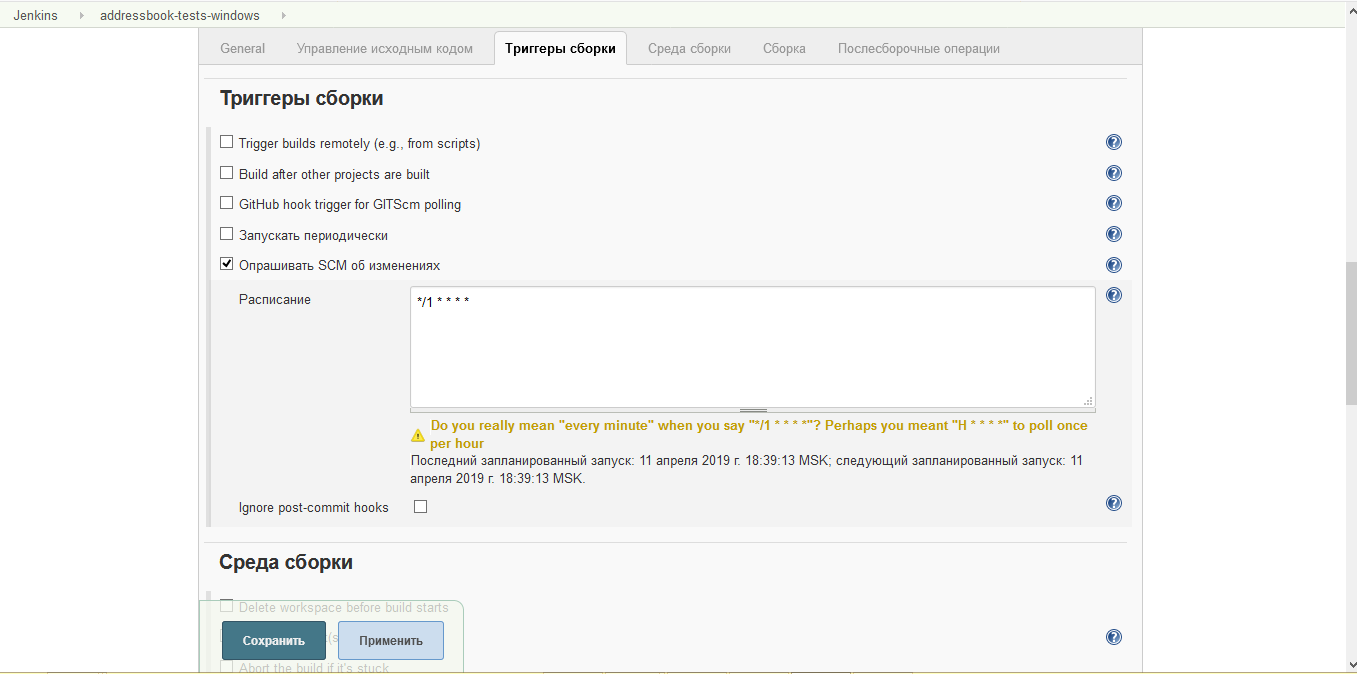 Jenkins addressbook-tests-windows
General Управление исходным кодом Триггеры сборки Среда сборки Сборка Послесборочные операции
Триггеры сборки
Trigger builds remotely (e.g., from scripts)
Build after other projects are built
GitHub hook trigger for GITScm polling
Запускать периодически
Опрашивать SCM об изменениях
Расписание */1 * * * *
Do you really mean "every minute" when you say "*/1 * * * *"? Perhaps you meant "H * * * *" to poll once
per hour
Последний запланированный запуск: 11 апреля 2019 г. 18:39:13 MSK; следующий запланированный запуск: 11
апреля 2019 г. 18:39:13 MSK.
Ignore post-commit hooks
Среда сборки
Delete workspace before build starts
Сохранить Применить
Abort the build if it's stuck